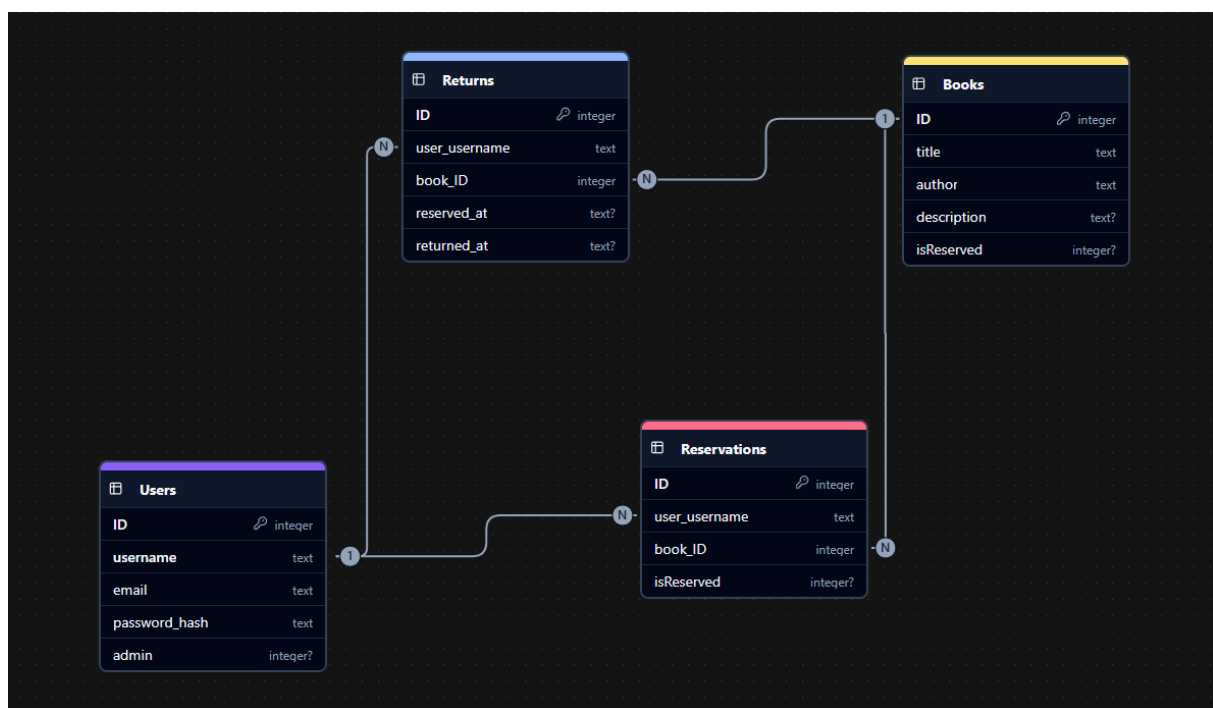 Returns
ID integer
user_username text
book_ID integer
reserved_at text?
returned_at text?
Books
ID integer
title text
author text
description text?
isReserved integer?
N
1
N
Reservations
ID integer
user_username text
book_ID integer
isReserved integer?
Users
ID integer
username text
email text
password_hash text
admin integer?
N
N
1